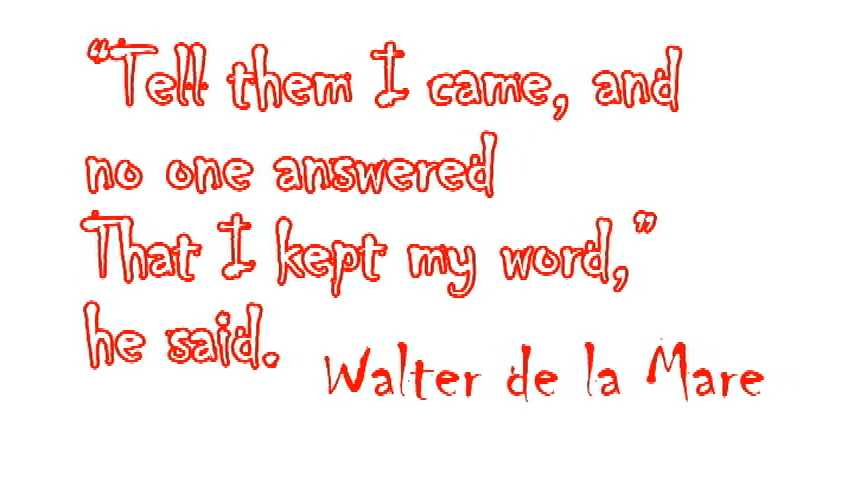 “Tell them I came, and
no one answered
That I kept my word,”
he said.
Walter de la Mare